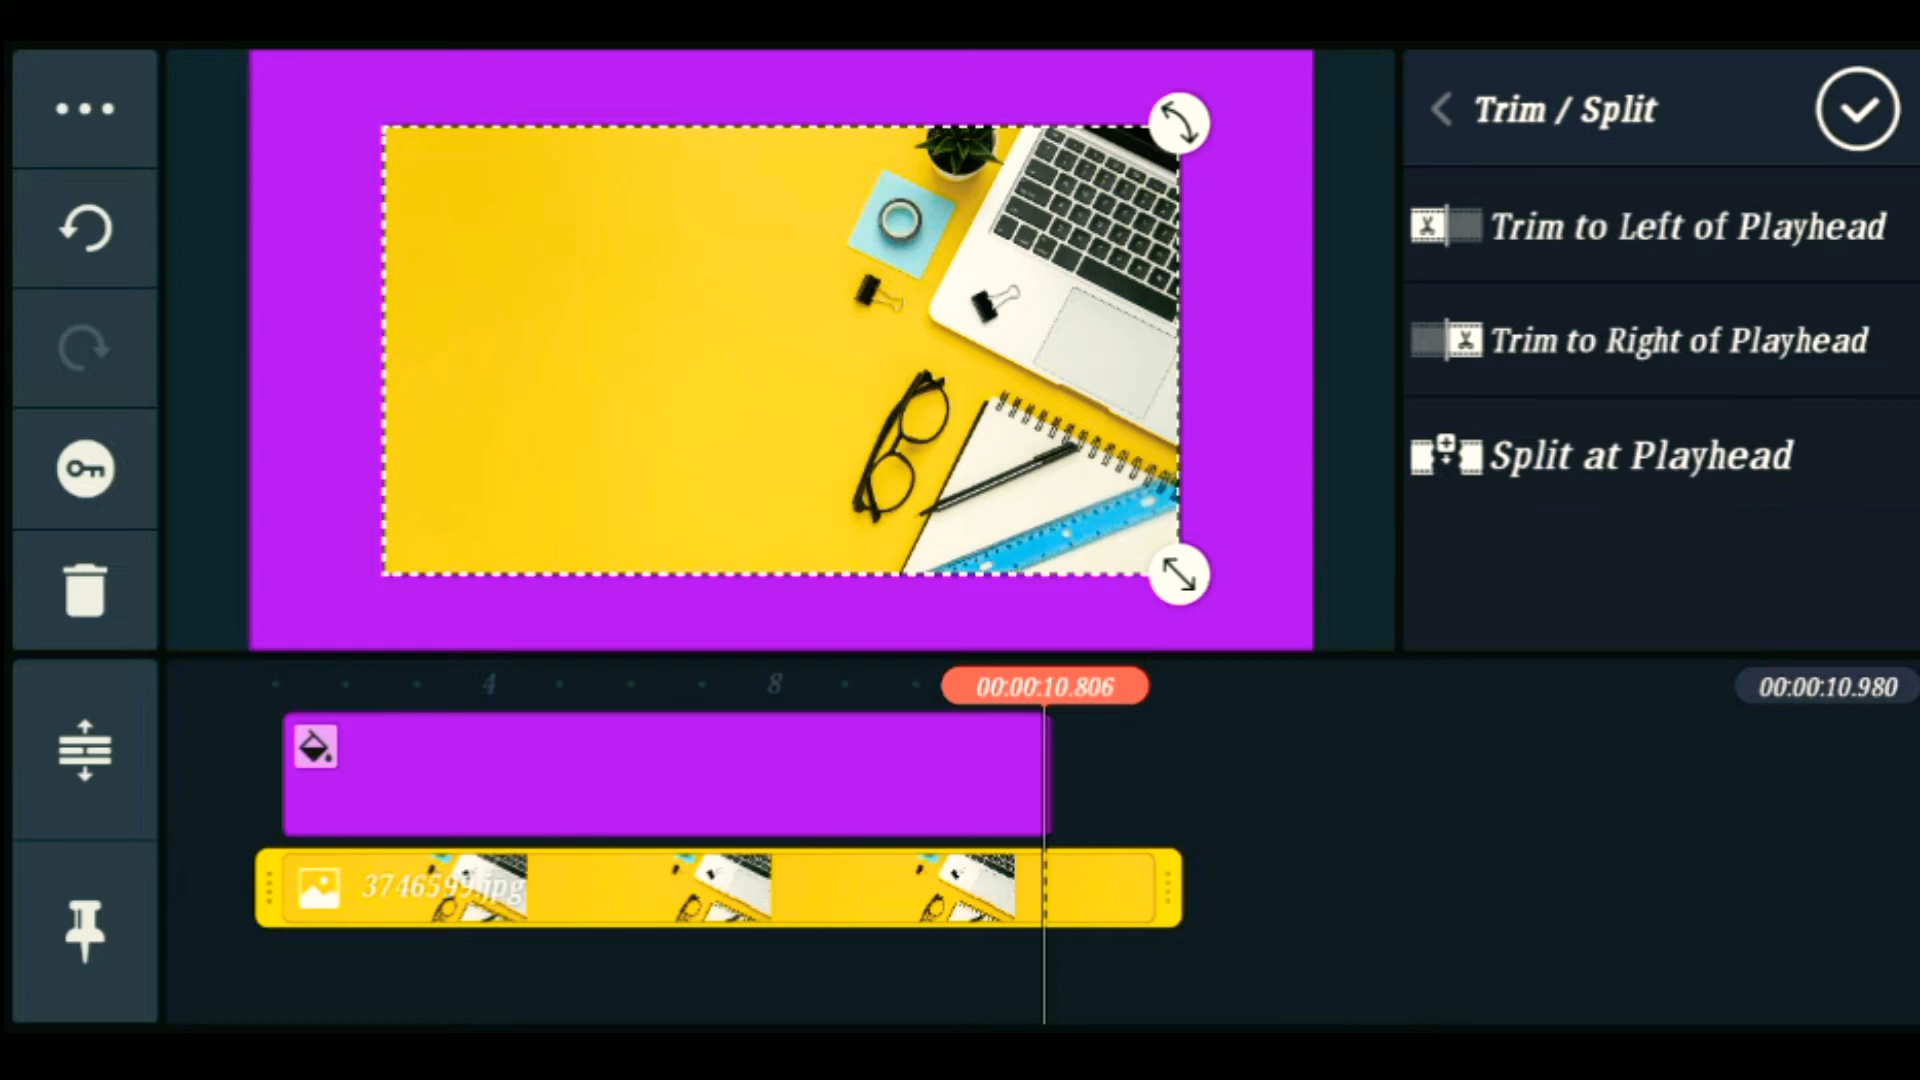 Trim / Split
Trim to Left of Playhead
Trim to Right of Playhead
Split at Playhead
4
8
00:00:10.806
00:00:10.980
3746599.jpg